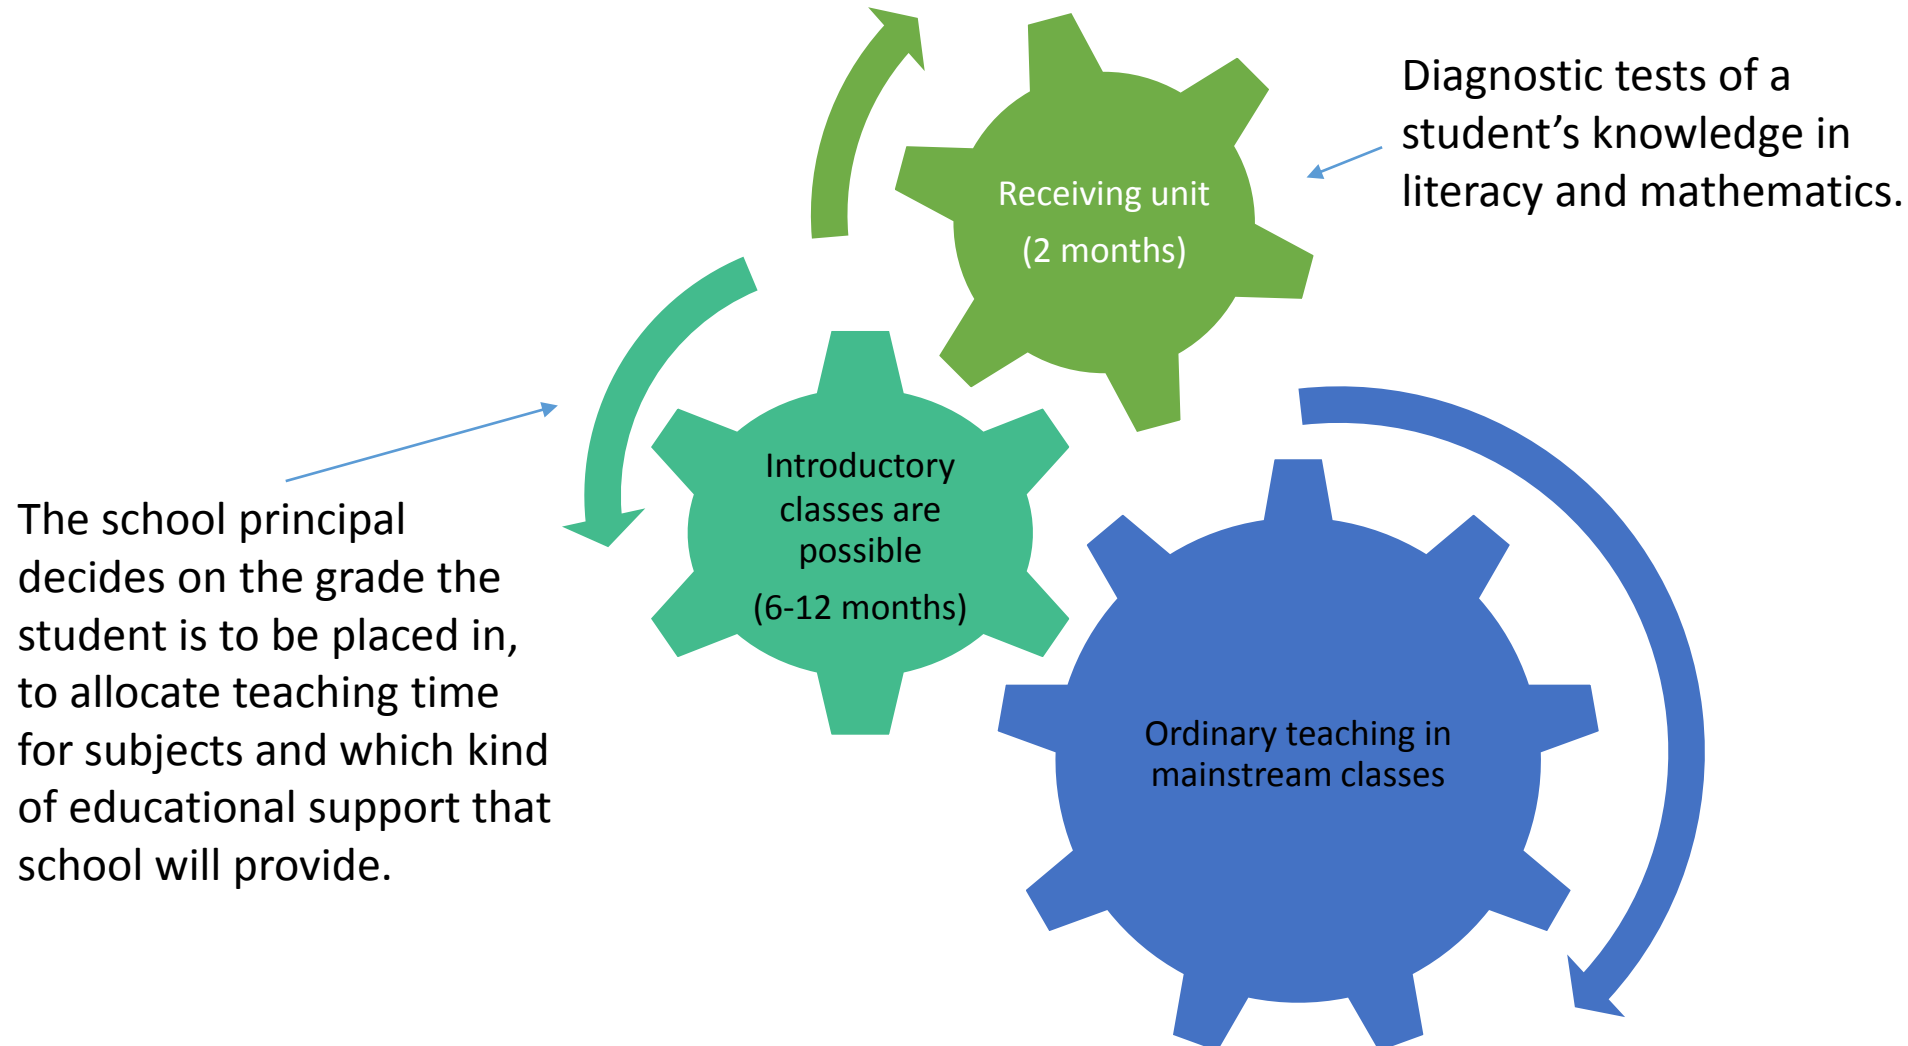 Diagnostic tests of a
student’s knowledge in
literacy and mathematics.
Receiving unit
(2 months)
Introductory
classes are
possible
(6-12 months)
The school principal
decides on the grade the
student is to be placed in,
to allocate teaching time
for subjects and which kind
of educational support that
school will provide.
Ordinary teaching in
mainstream classes